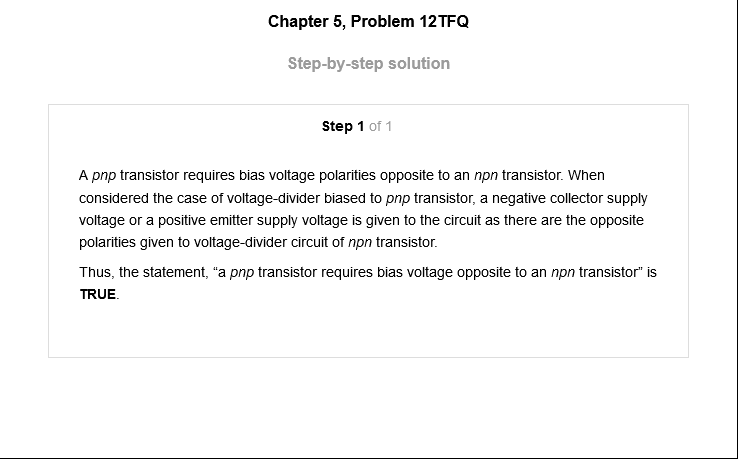 Chapter 5, Problem 12TFQ
Step-by-step solution
Step 1 of 1
A pnp transistor requires bias voltage polarities opposite to an npn transistor. When
considered the case of voltage-divider biased to pnp transistor, a negative collector supply
voltage or a positive emitter supply voltage is given to the circuit as there are the opposite
polarities given to voltage-divider circuit of npn transistor.
Thus, the statement, “a pnp transistor requires bias voltage opposite to an npn transistor” is
TRUE.